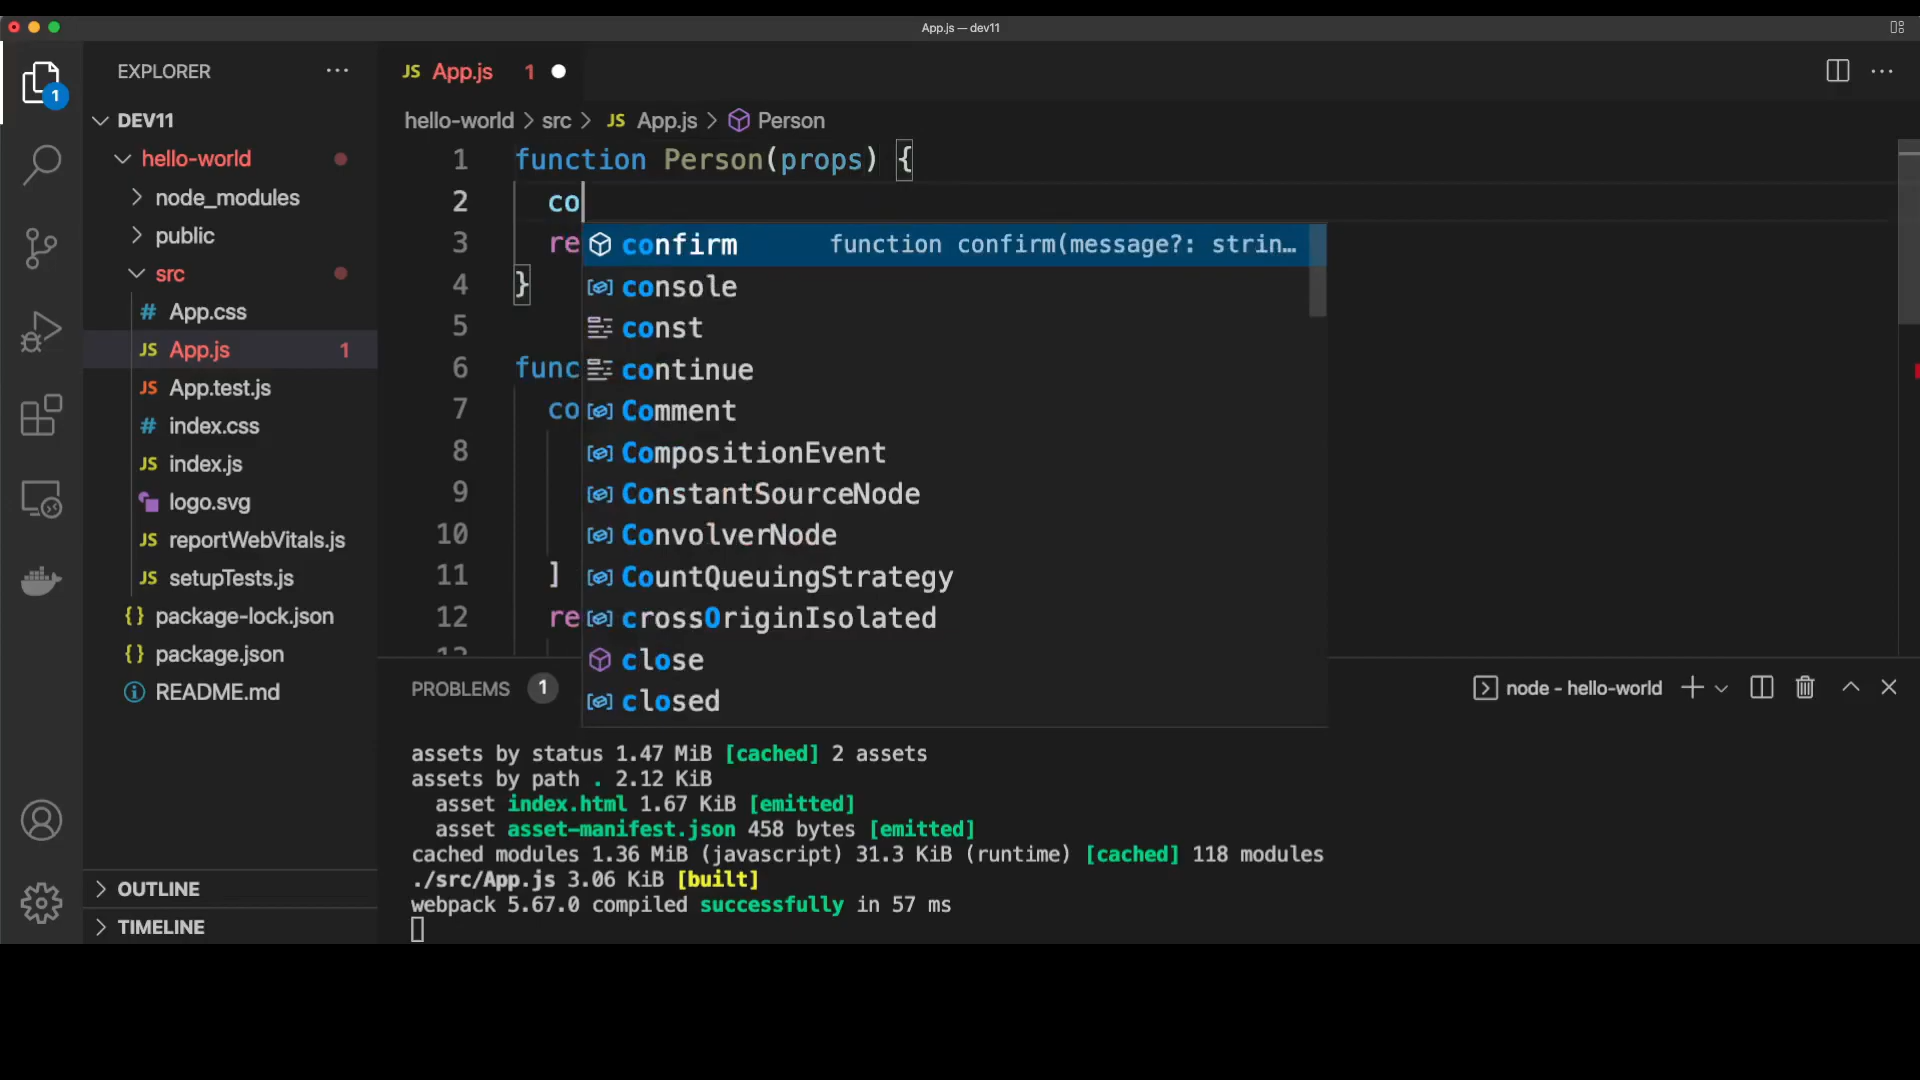 App.js — dev11
EXPLORER
JS App.js 1
1
DEV11
hello-world > src > JS App.js > Person
hello-world
node_modules
public
src
# App.css
JS App.js 1
JS App.test.js
# index.css
JS index.js
logo.svg
JS reportWebVitals.js
JS setupTests.js
{} package-lock.json
{} package.json
README.md
OUTLINE
TIMELINE
1 function Person(props) {
2 co
3 re
4 }
5
6 func
7 co
8
9
10
11 ]
12 re
confirm function confirm(message?: strin…
console
const
continue
Comment
CompositionEvent
ConstantSourceNode
ConvolverNode
CountQueuingStrategy
crossOriginIsolated
close
closed
PROBLEMS 1
node - hello-world
assets by status 1.47 MiB [cached] 2 assets
assets by path . 2.12 KiB
asset index.html 1.67 KiB [emitted]
asset asset-manifest.json 458 bytes [emitted]
cached modules 1.36 MiB (javascript) 31.3 KiB (runtime) [cached] 118 modules
./src/App.js 3.06 KiB [built]
webpack 5.67.0 compiled successfully in 57 ms